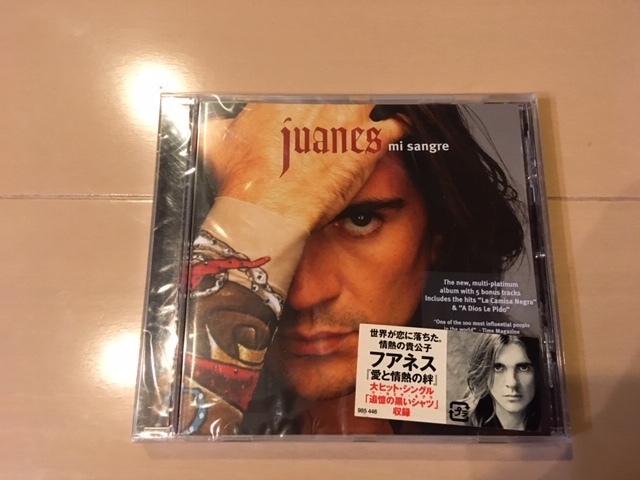 juanes mi sangre
The new, multi-platinum
album with 5 bonus tracks
Includes the hits "La Camisa Negra"
& "A Dios Le Pido"
"One of the 100 most influential people
in the world" - Time Magazine
世界が恋に落ちた。
情熱の貴公子
フアネス
『愛と情熱の絆』
大ヒット・シングル
「追憶の黒いシャツ」
収録
985 446